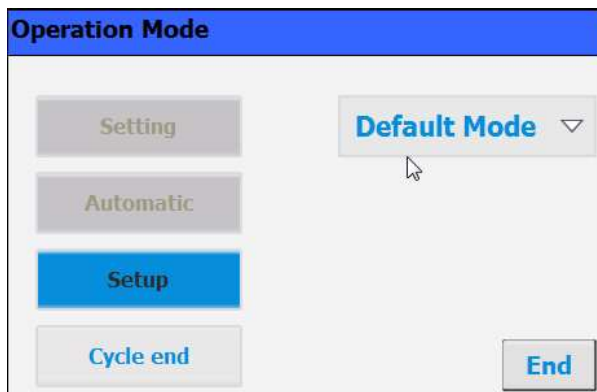 Operation Mode
Setting
Default Mode
Automatic
Setup
Cycle end
End